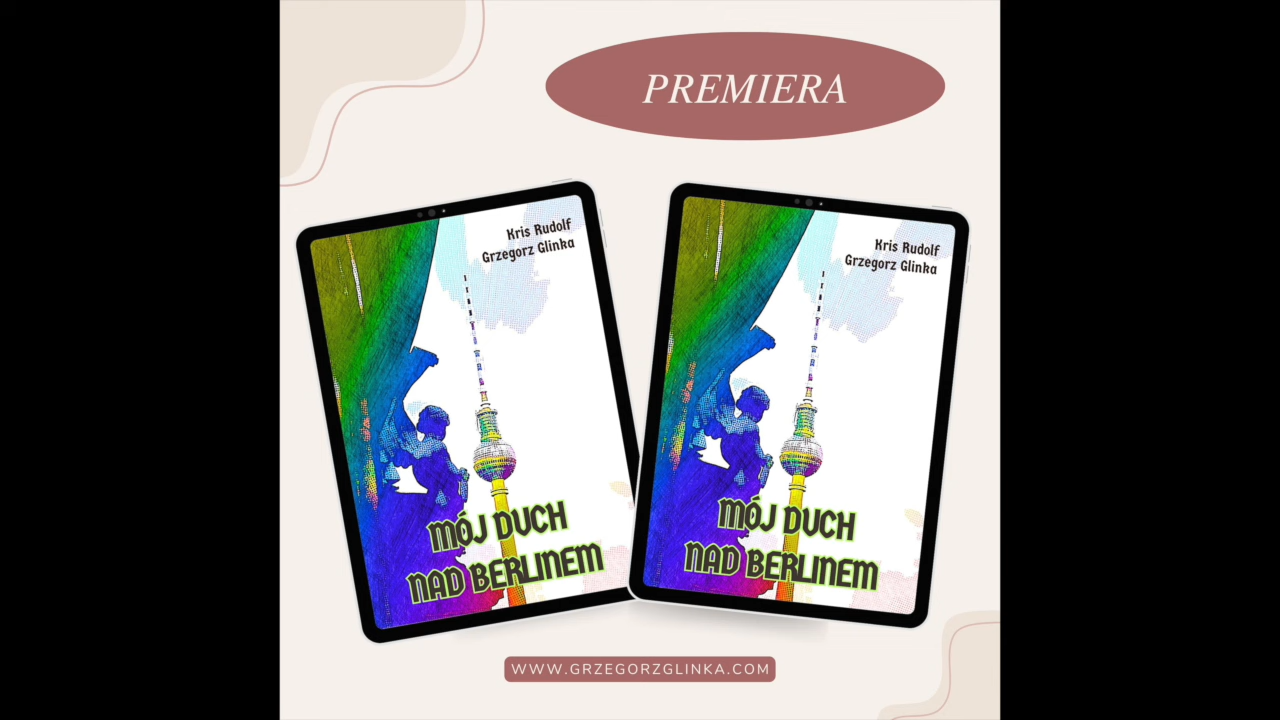 PREMIERA
Kris Rudolf
Grzegorz Glinka
MÓJ DUCH
NAD BERLINEM
Kris Rudolf
Grzegorz Glinka
MÓJ DUCH
NAD BERLINEM
WWW.GRZEGORZGLINKA.COM